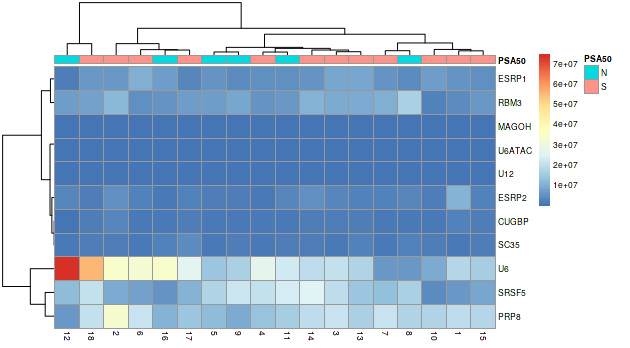 PSA50
ESRP1
RBM3
MAGOH
U6ATAC
U12
ESRP2
CUGBP
SC35
U6
SRSF5
PRP8
12 18 2 6 16 17 5 9 4 11 14 3 13 7 8 10 1 15
7e+07
6e+07
5e+07
4e+07
3e+07
2e+07
1e+07
PSA50
N
S